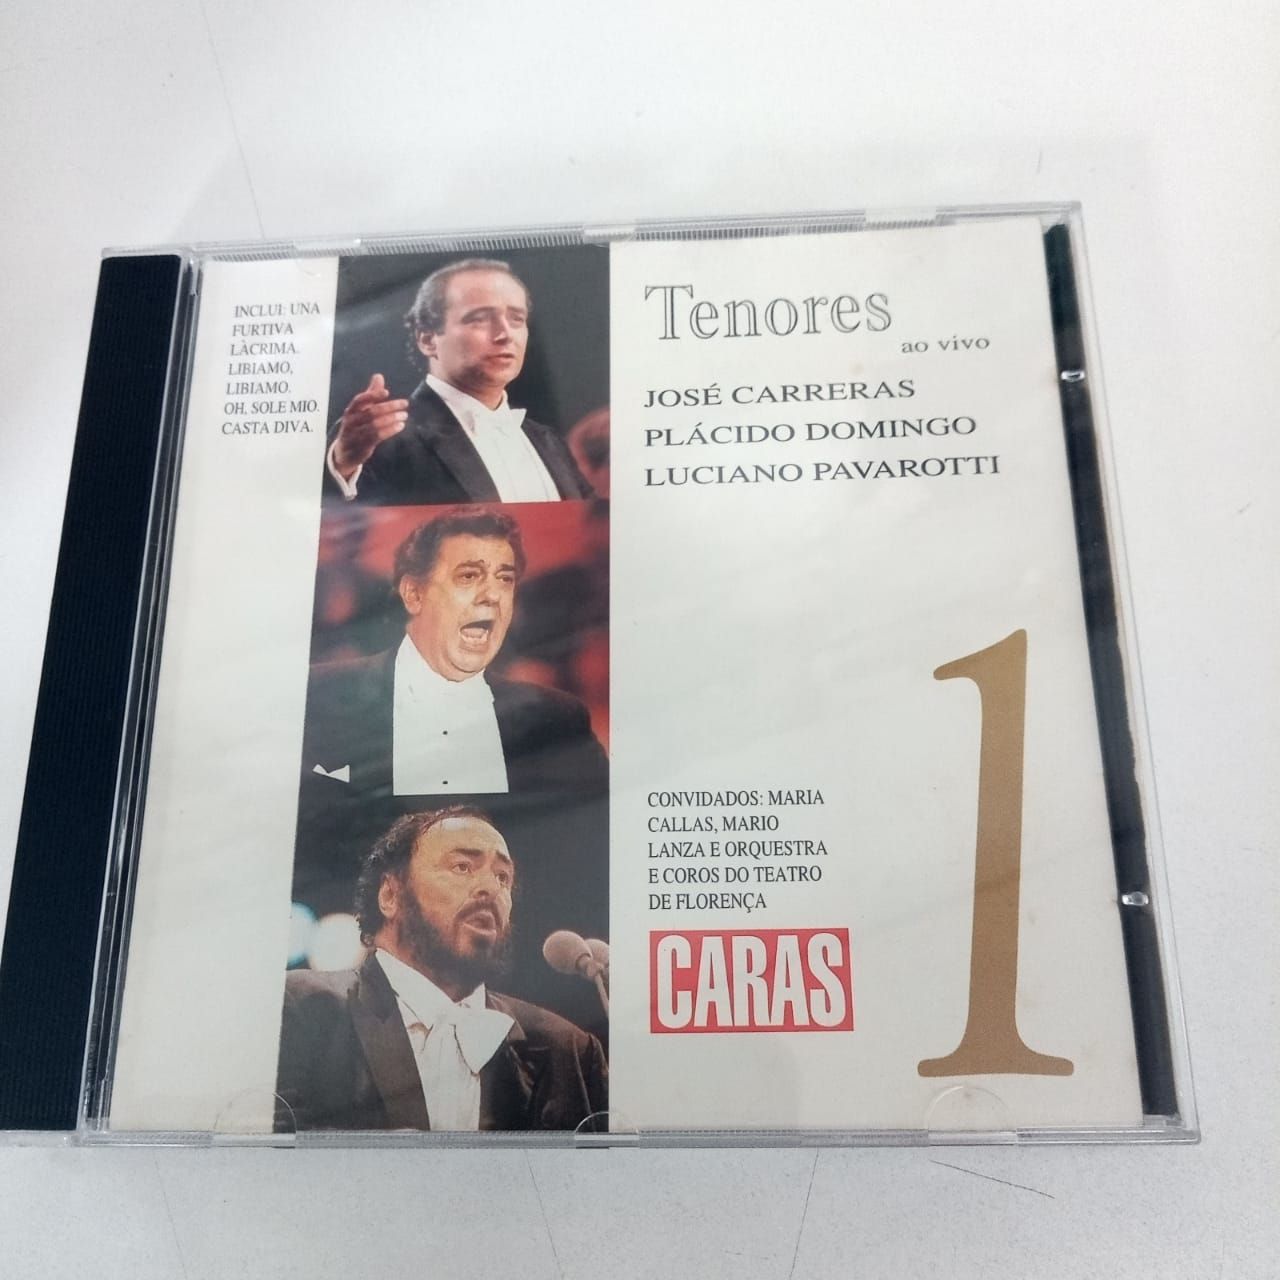 INCLUI: UNA
FURTIVA
LÀCRIMA.
LIBIAMO,
LIBIAMO.
OH, SOLE MIO.
CASTA DIVA.
Tenores
ao vivo
JOSÉ CARRERAS
PLÁCIDO DOMINGO
LUCIANO PAVAROTTI
1
CONVIDADOS: MARIA
CALLAS, MARIO
LANZA E ORQUESTRA
E COROS DO TEATRO
DE FLORENÇA
CARAS